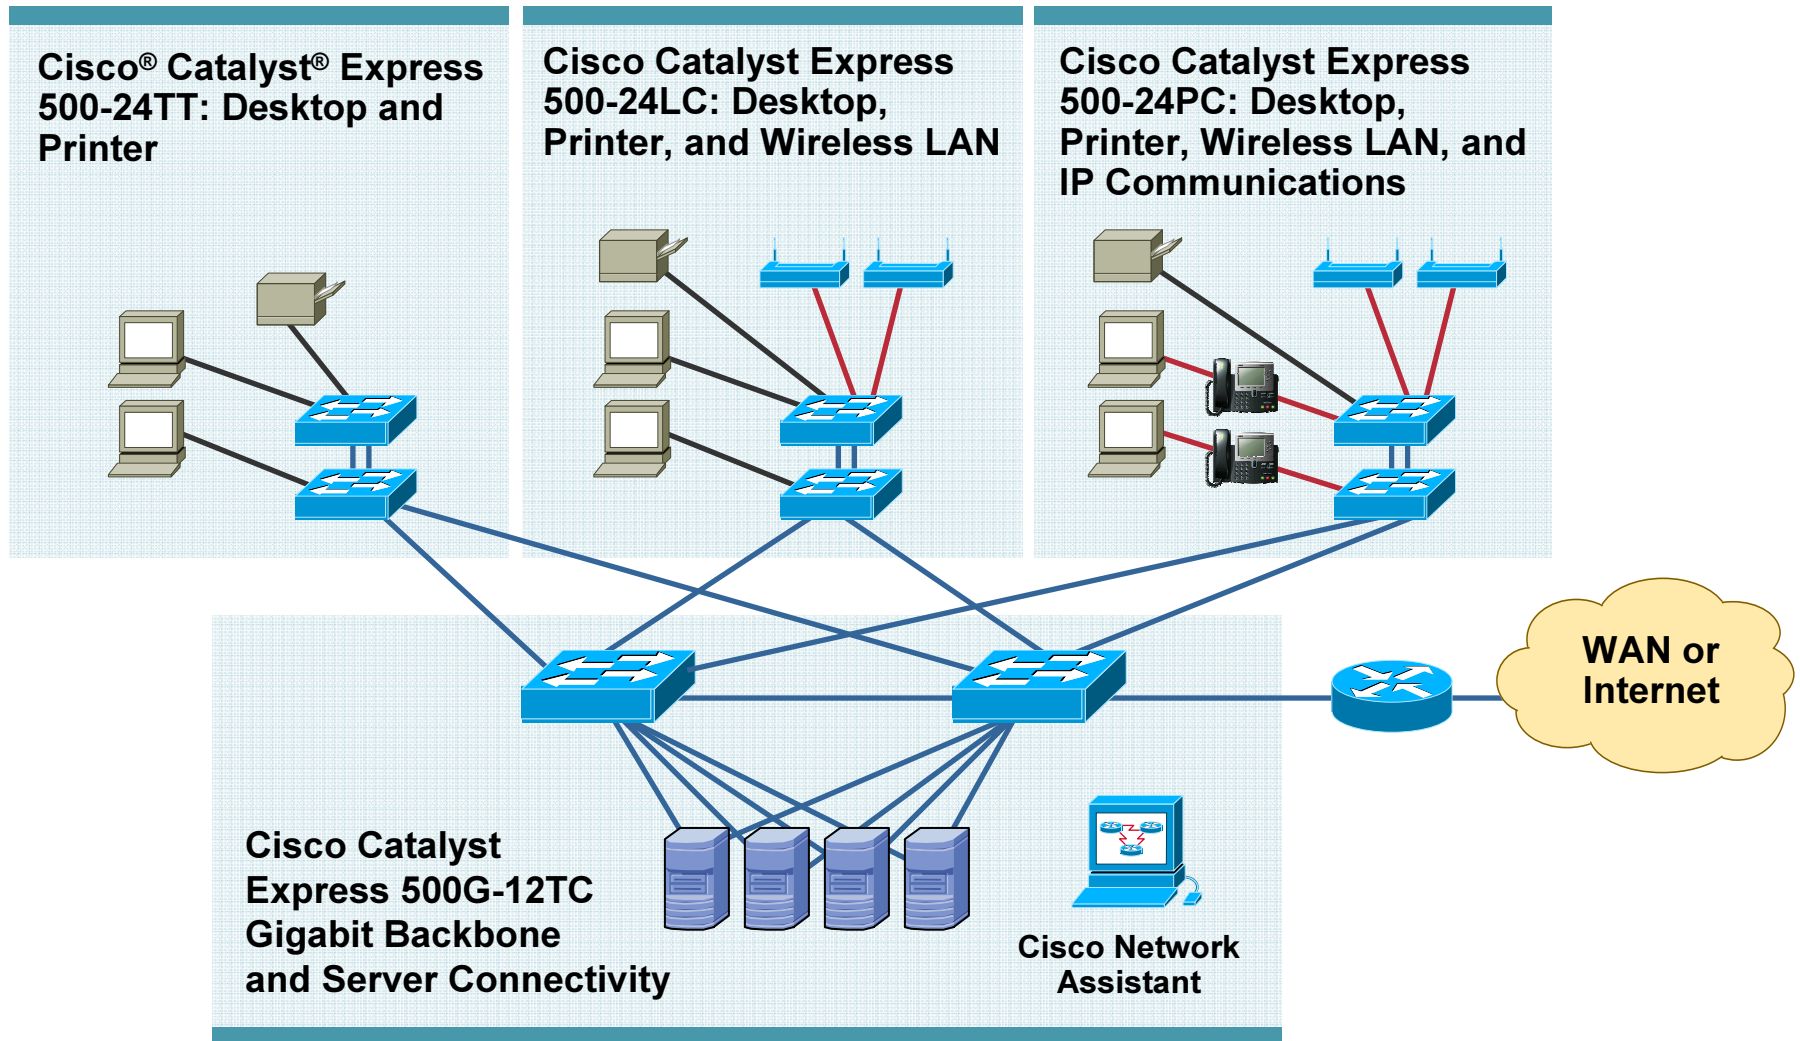 Cisco® Catalyst® Express
500-24TT: Desktop and
Printer
Cisco Catalyst Express
500-24LC: Desktop,
Printer, and Wireless LAN
Cisco Catalyst Express
500-24PC: Desktop,
Printer, Wireless LAN, and
IP Communications
WAN or
Internet
Cisco Catalyst
Express 500G-12TC
Gigabit Backbone
and Server Connectivity
Cisco Network
Assistant